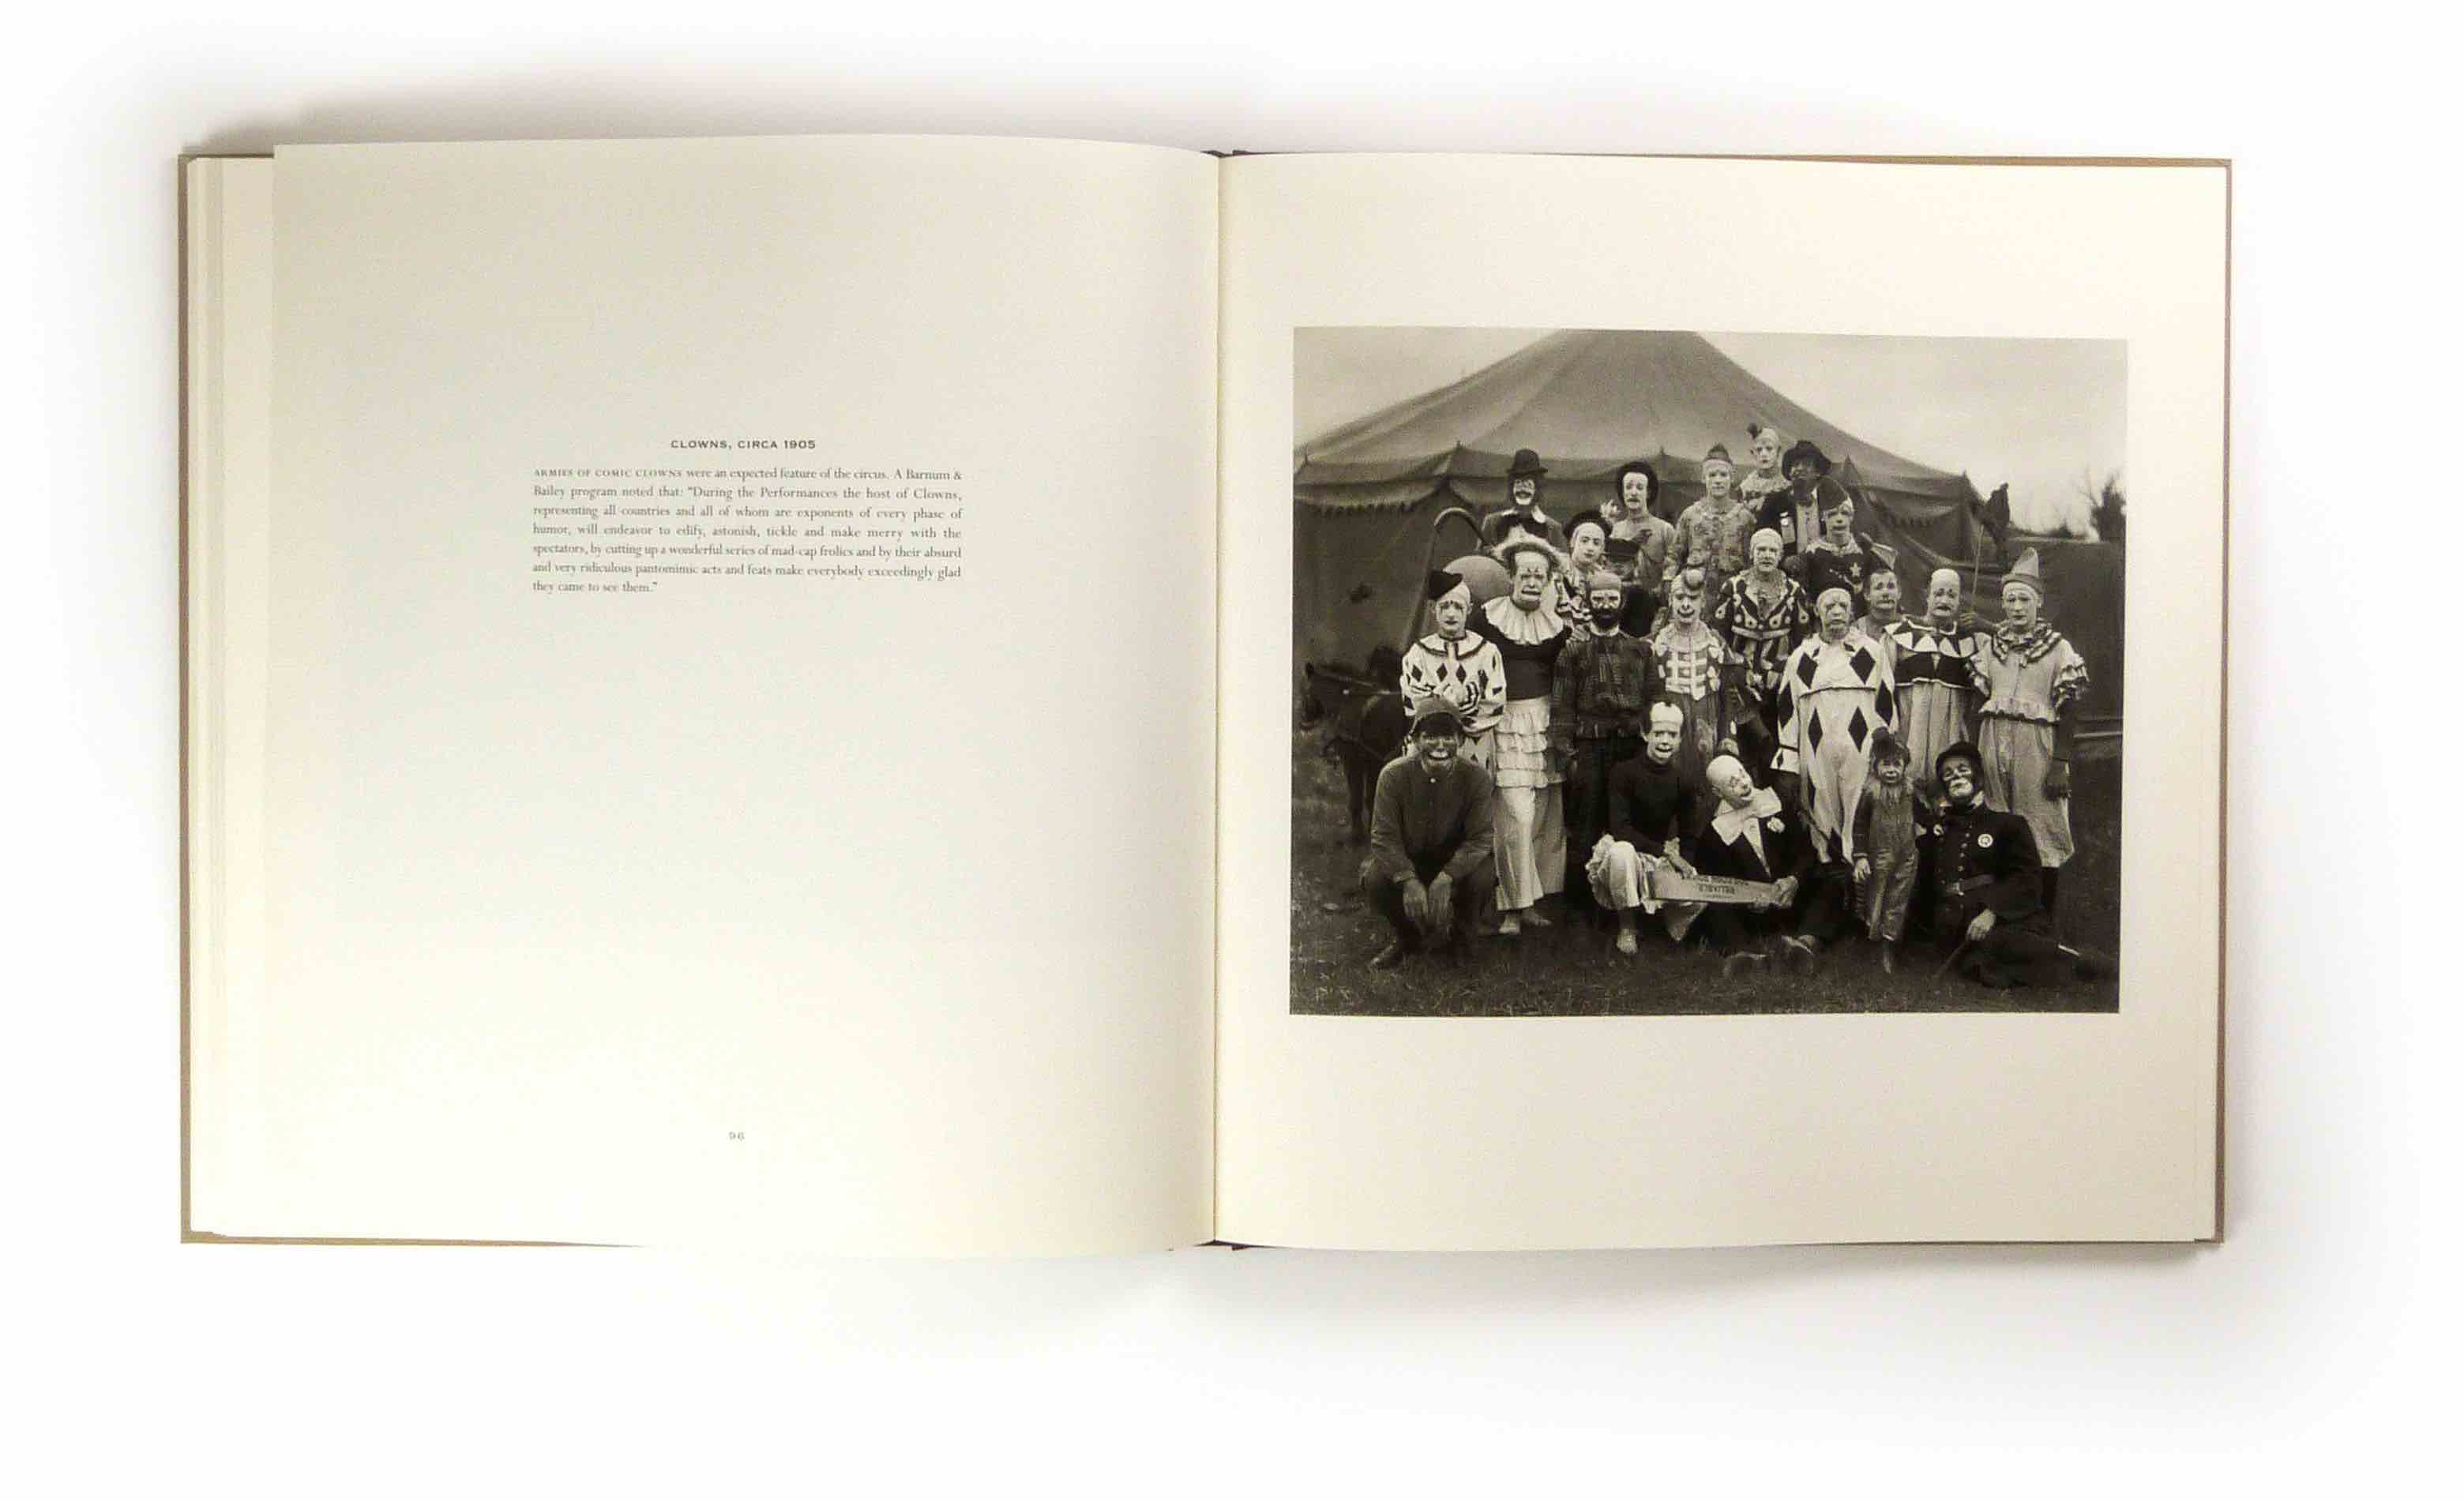 CLOWNS, CIRCA 1905
ARMIES OF COMIC CLOWNS were an expected feature of the circus. A Barnum &
Bailey program noted that: "During the Performances the host of Clowns,
representing all countries and all of whom are exponents of every phase of
humor, will endeavor to edify, astonish, tickle and make merry with the
spectators, by cutting up a wonderful series of mad-cap frolics and by their absurd
and very ridiculous pantomimic acts and feats make everybody exceedingly glad
they came to see them."
96
RELIABLE